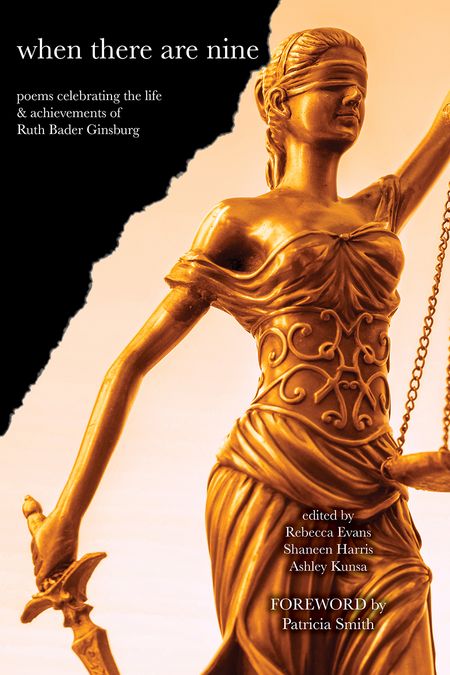 when there are nine
poems celebrating the life
& achievements of
Ruth Bader Ginsburg
edited by
Rebecca Evans
Shaneen Harris
Ashley Kunsa
FOREWORD by
Patricia Smith